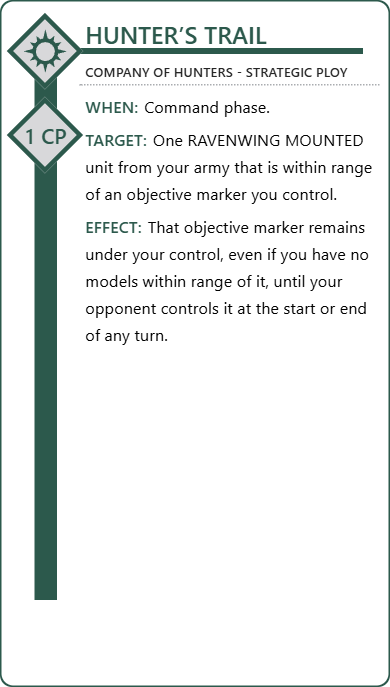 HUNTER’S TRAIL
COMPANY OF HUNTERS - STRATEGIC PLOY
WHEN: Command phase.
1 CP
TARGET: One RAVENWING MOUNTED
unit from your army that is within range
of an objective marker you control.
EFFECT: That objective marker remains
under your control, even if you have no
models within range of it, until your
opponent controls it at the start or end
of any turn.